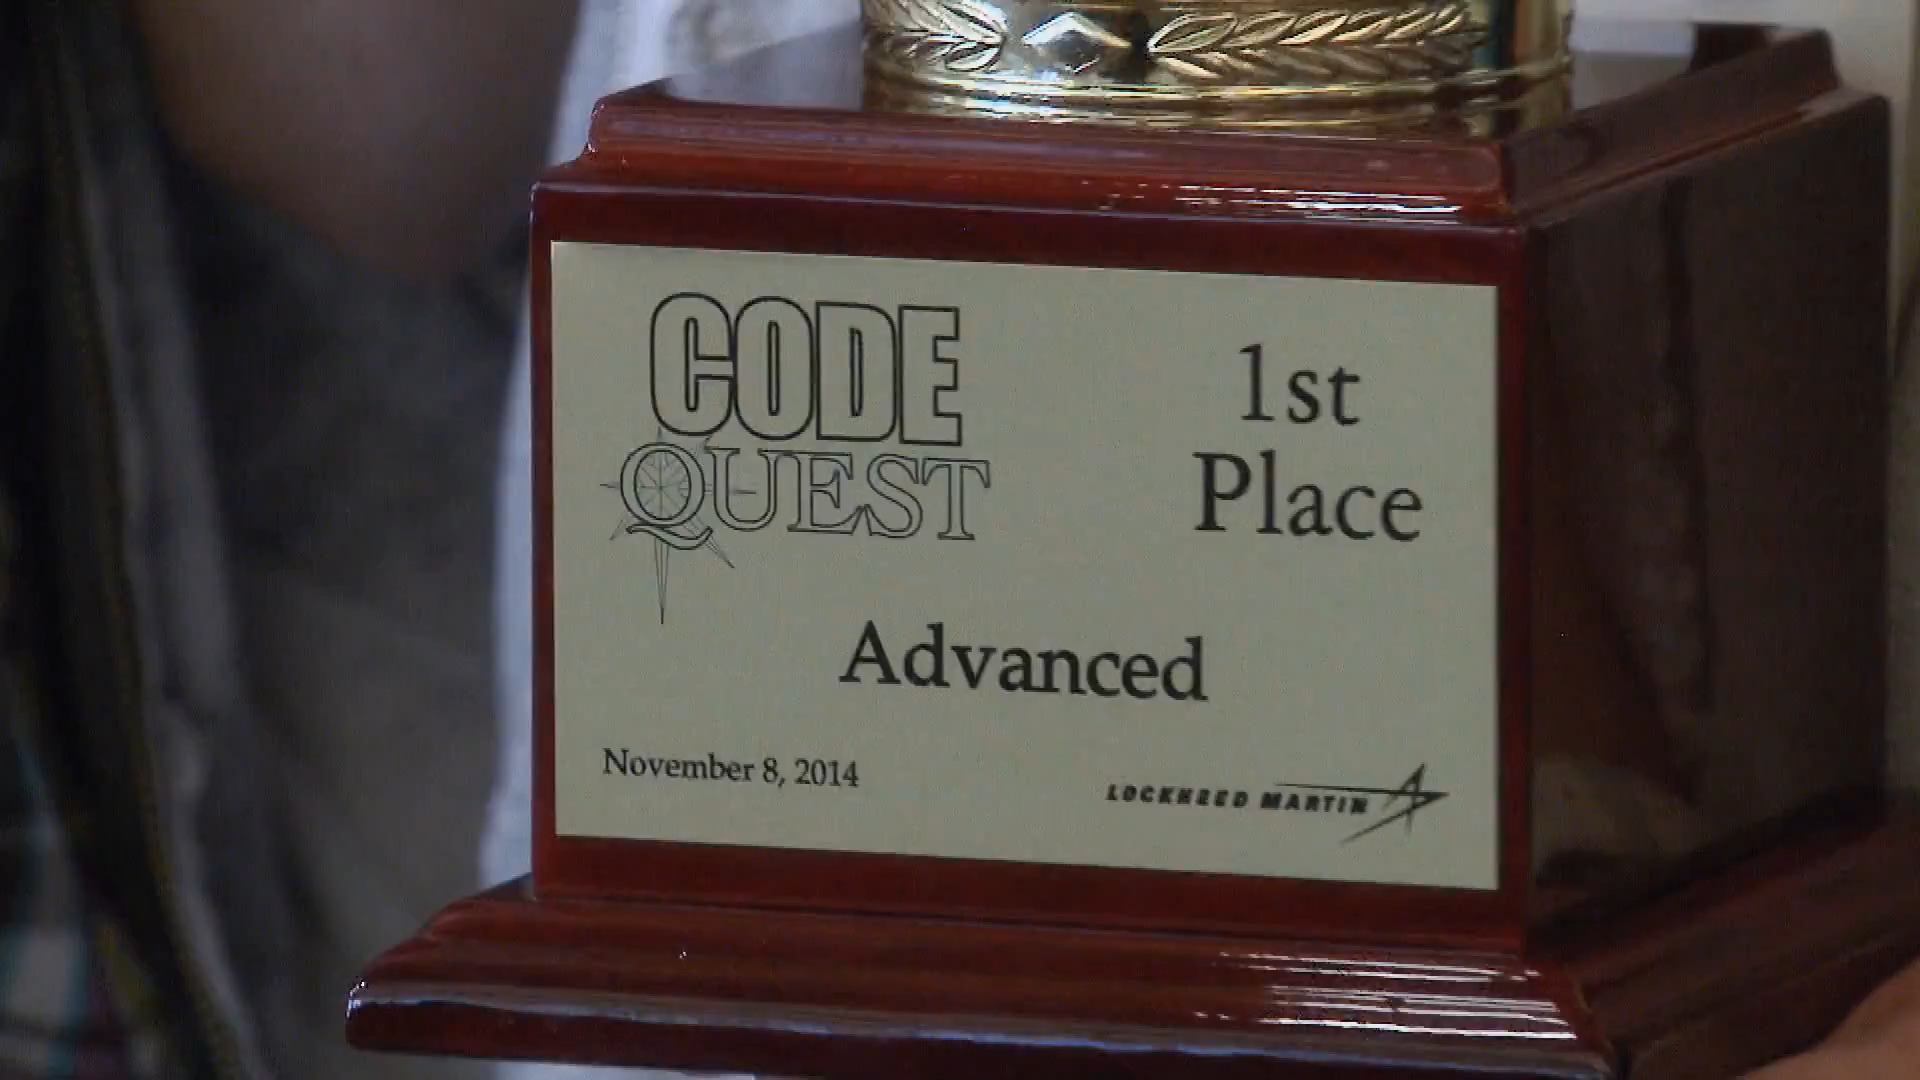 CODE
QUEST
1st
Place
Advanced
November 8, 2014
LOCKHEED MARTIN